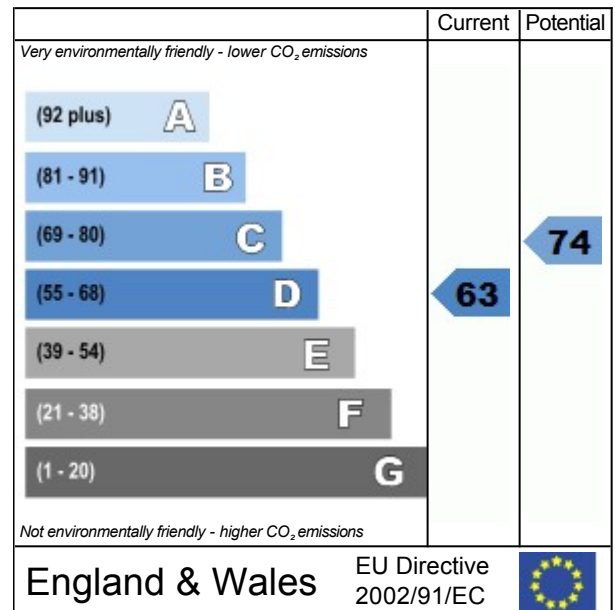 Current Potential
Very environmentally friendly - lower CO₂ emissions
(92 plus) A
(81 - 91) B
(69 - 80) C
74
(55 - 68) D
63
(39 - 54) E
(21 - 38) F
(1 - 20) G
Not environmentally friendly - higher CO₂ emissions
England & Wales
EU Directive
2002/91/EC